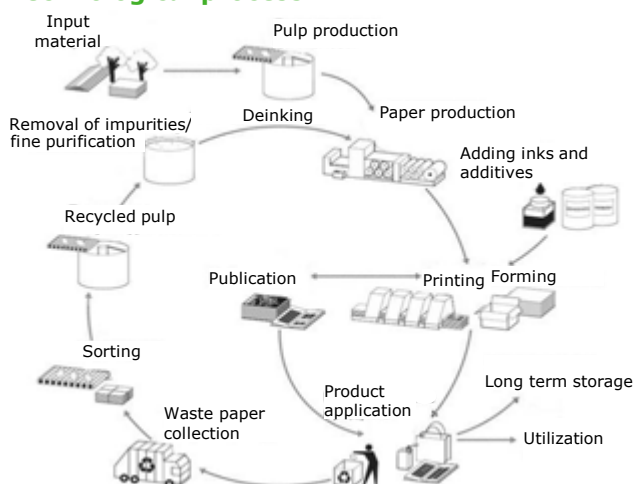 Input
material
Pulp production
Removal of impurities/
fine purification
Deinking
Paper production
Adding inks and
additives
Recycled pulp
Publication
Printing
Forming
Sorting
Product
application
Long term storage
Waste paper
collection
Utilization